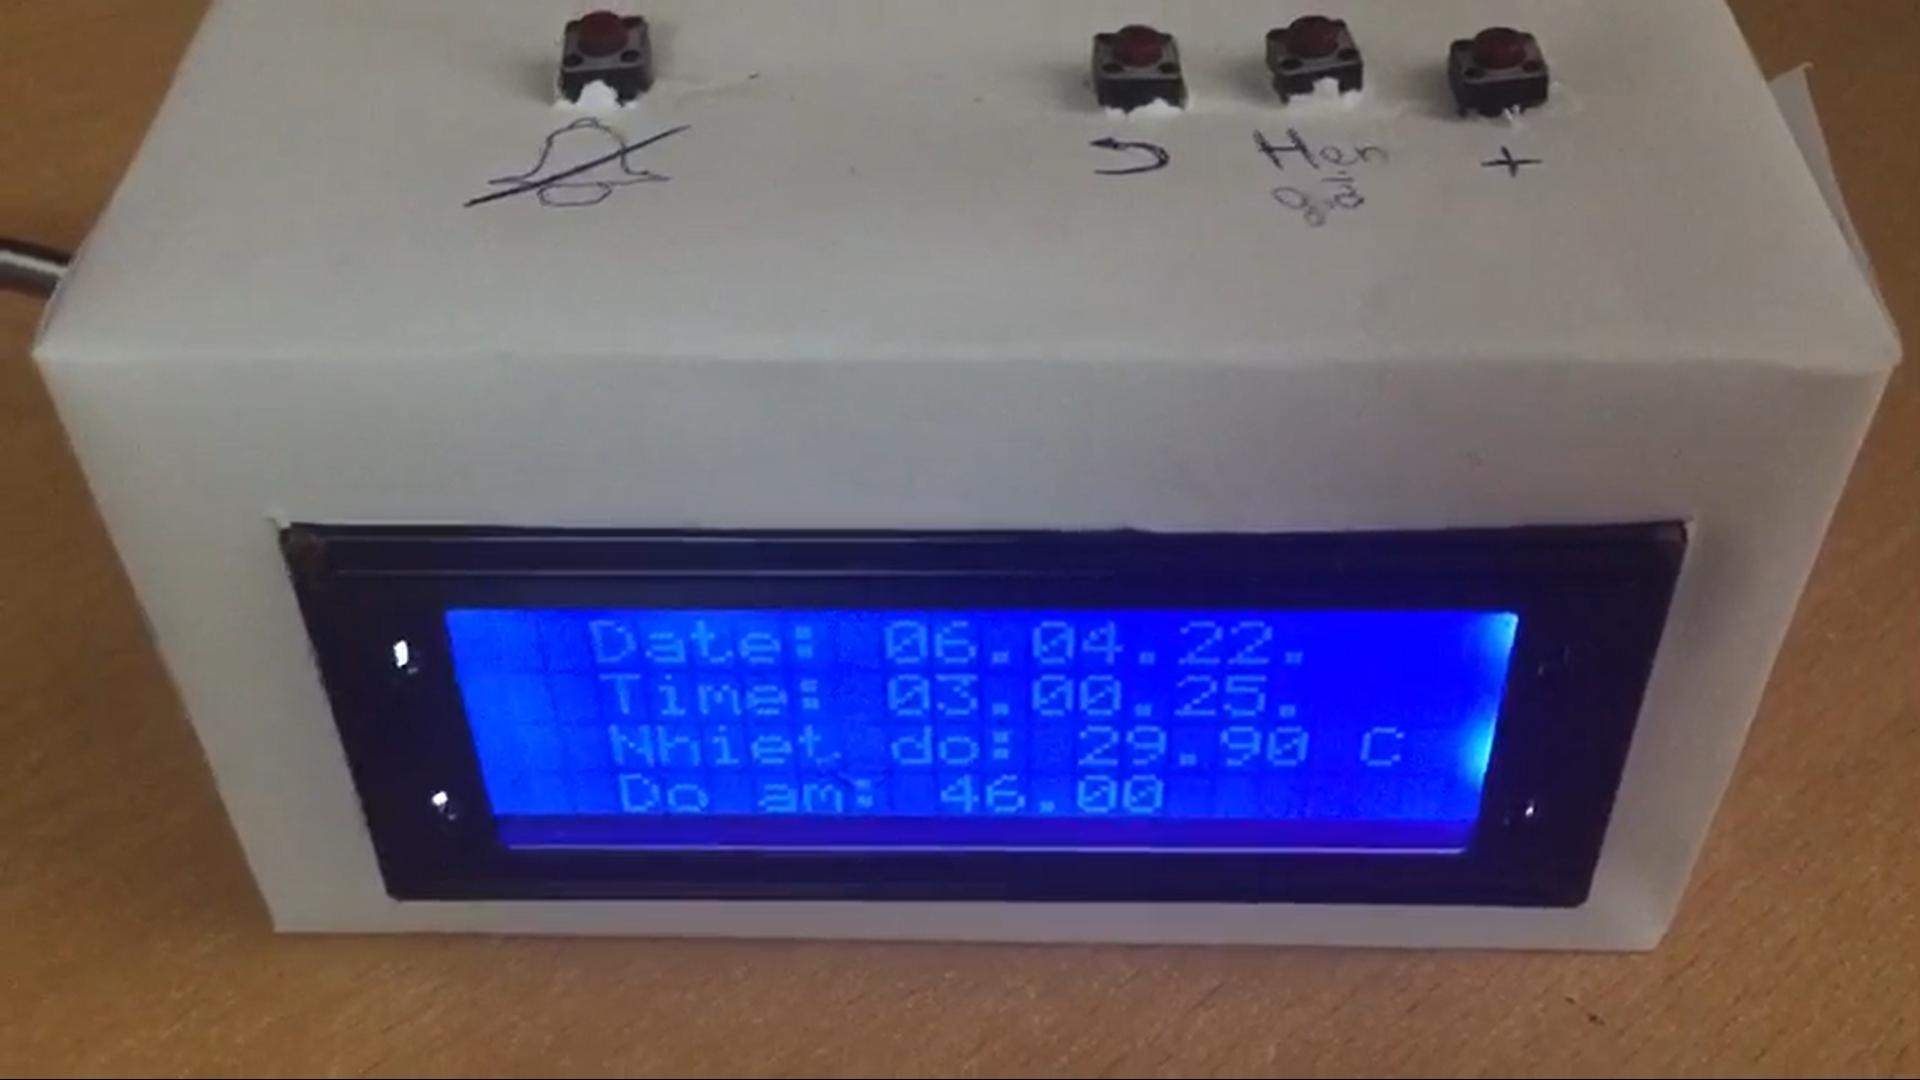 Hẹn
giờ
+
Date: 06.04.22.
Time: 03.00.25.
Nhiet do: 29.90 C
Do am: 46.00